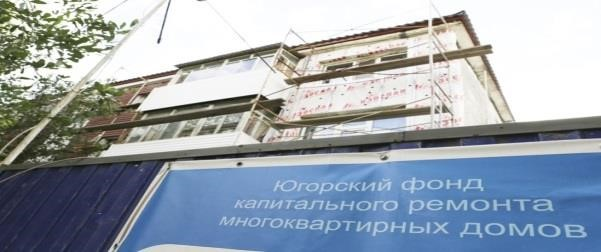 Югорский фонд
капитального ремонта
многоквартирных домов